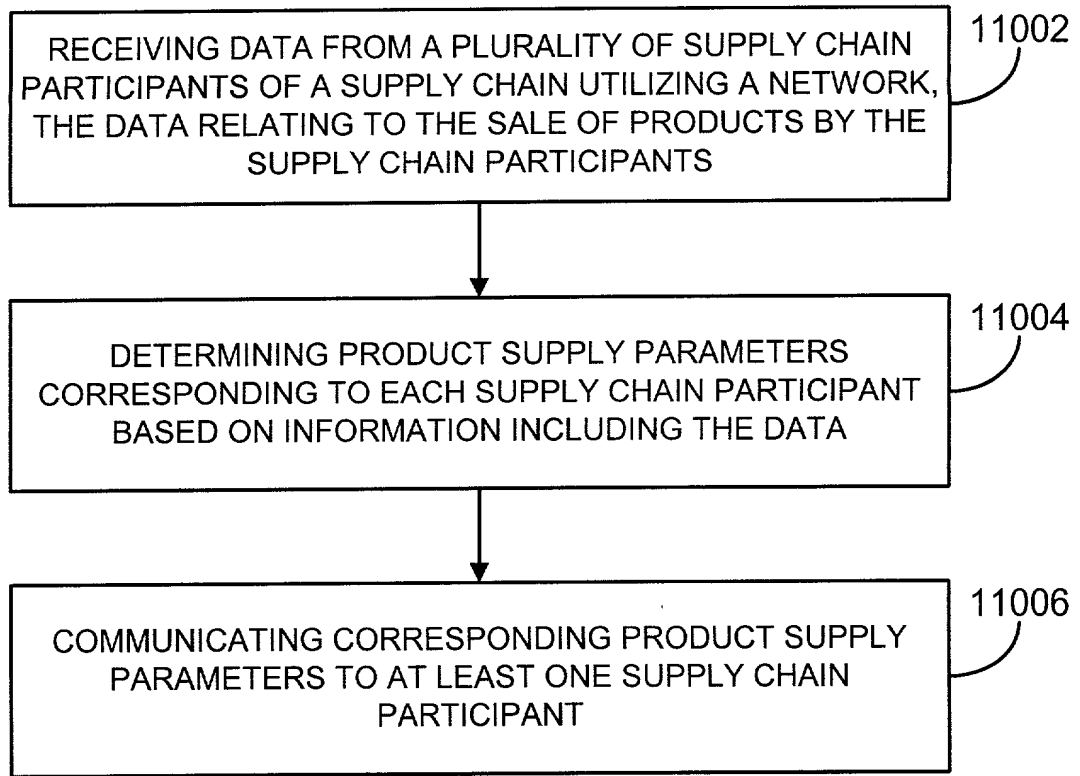 RECEIVING DATA FROM A PLURALITY OF SUPPLY CHAIN
PARTICIPANTS OF A SUPPLY CHAIN UTILIZING A NETWORK,
THE DATA RELATING TO THE SALE OF PRODUCTS BY THE
SUPPLY CHAIN PARTICIPANTS
11002
DETERMINING PRODUCT SUPPLY PARAMETERS
CORRESPONDING TO EACH SUPPLY CHAIN PARTICIPANT
BASED ON INFORMATION INCLUDING THE DATA
11004
COMMUNICATING CORRESPONDING PRODUCT SUPPLY
PARAMETERS TO AT LEAST ONE SUPPLY CHAIN
PARTICIPANT
11006